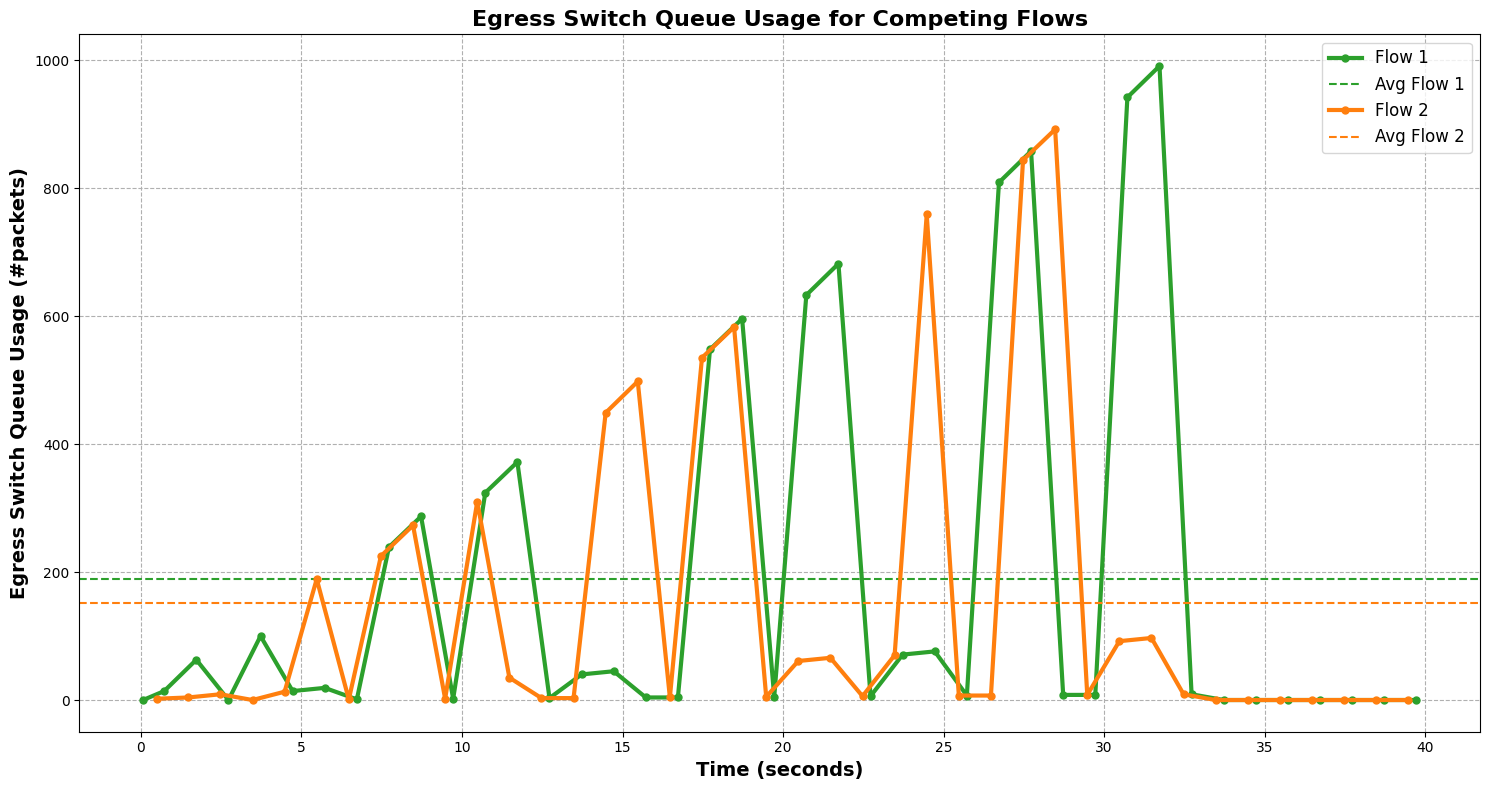 Egress Switch Queue Usage for Competing Flows
Egress Switch Queue Usage (#packets)
1000
800
600
400
200
0
Flow 1
Avg Flow 1
Flow 2
Avg Flow 2
0 5 10 15 20 25 30 35 40
Time (seconds)